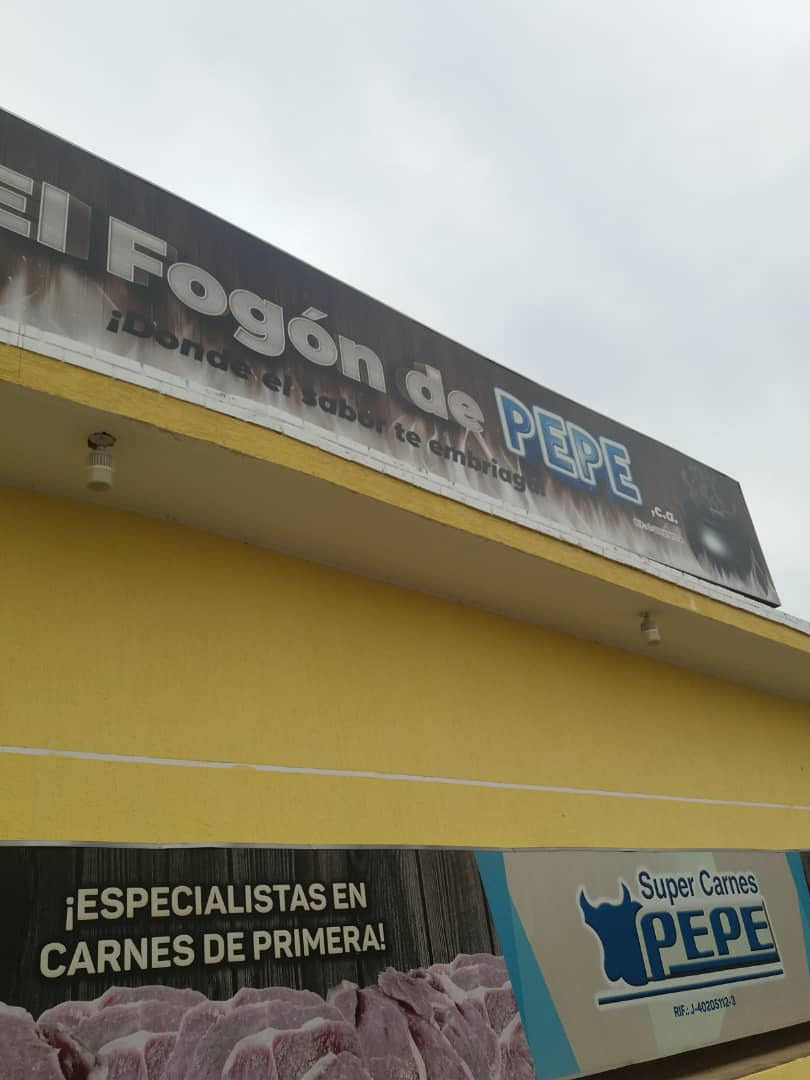 El Fogón de PEPE ,c.a.
¡Donde el sabor te embriaga!
¡ESPECIALISTAS EN
CARNES DE PRIMERA!
Super Carnes
PEPE
RIF.: J-40205112-3